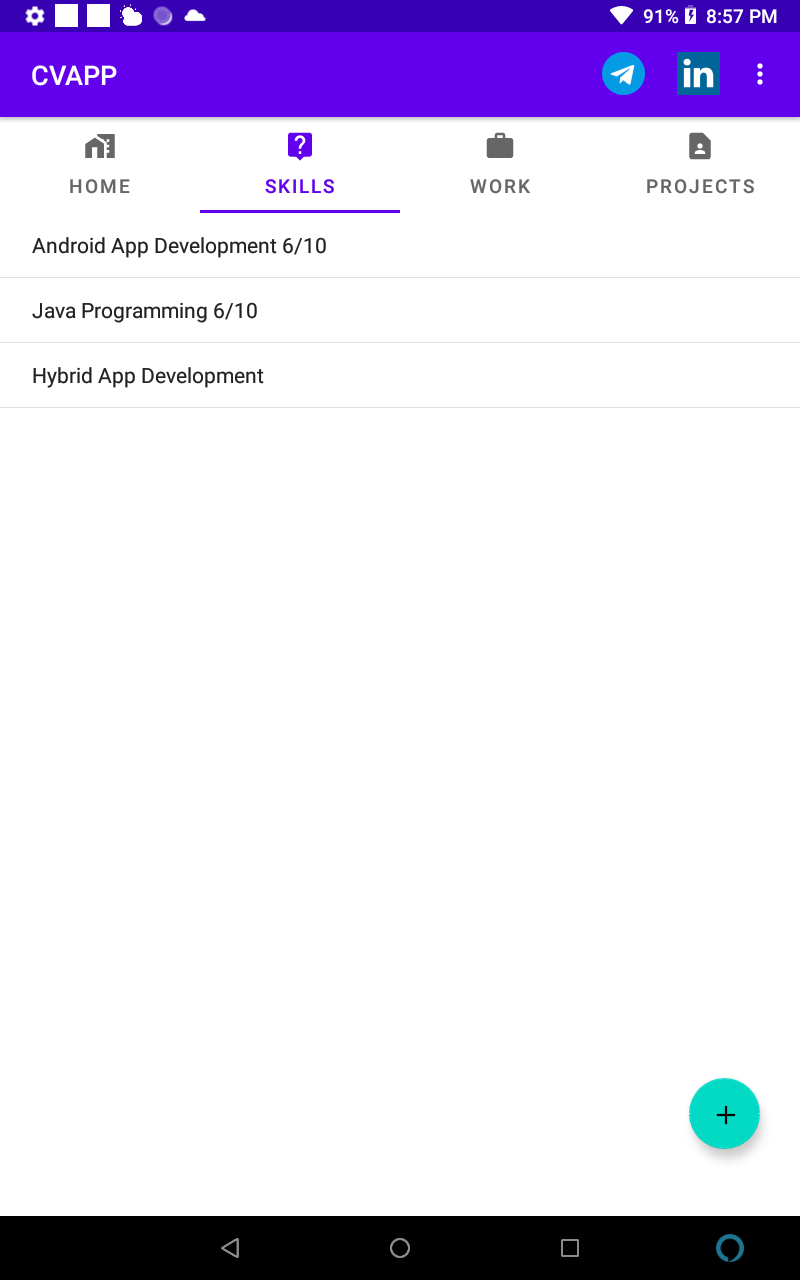 91% 8:57 PM
CVAPP
in
HOME SKILLS WORK PROJECTS
Android App Development 6/10
Java Programming 6/10
Hybrid App Development